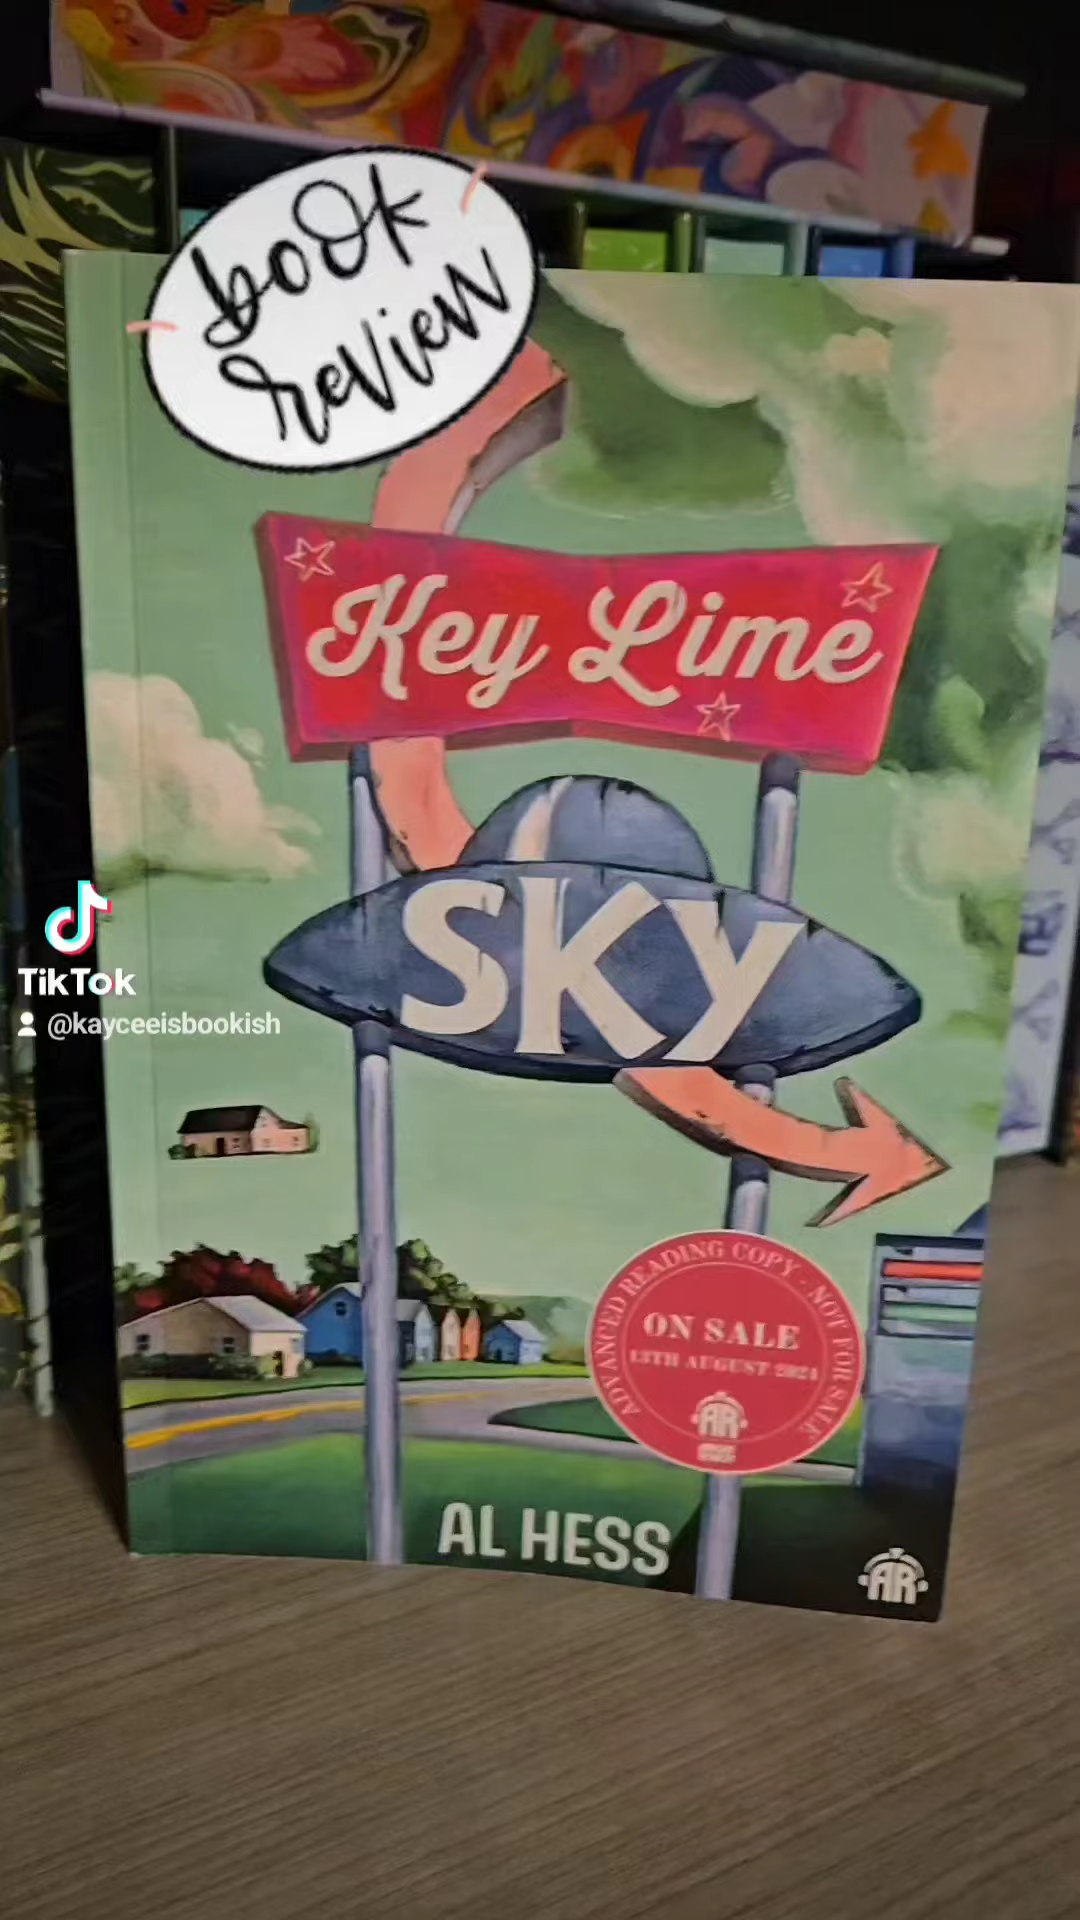 book
review
Key Lime
SKY
TikTok
@kayceeisbookish
ADVANCED READING COPY · NOT FOR SALE
ON SALE
13TH AUGUST 2024
AR
AL HESS
AR